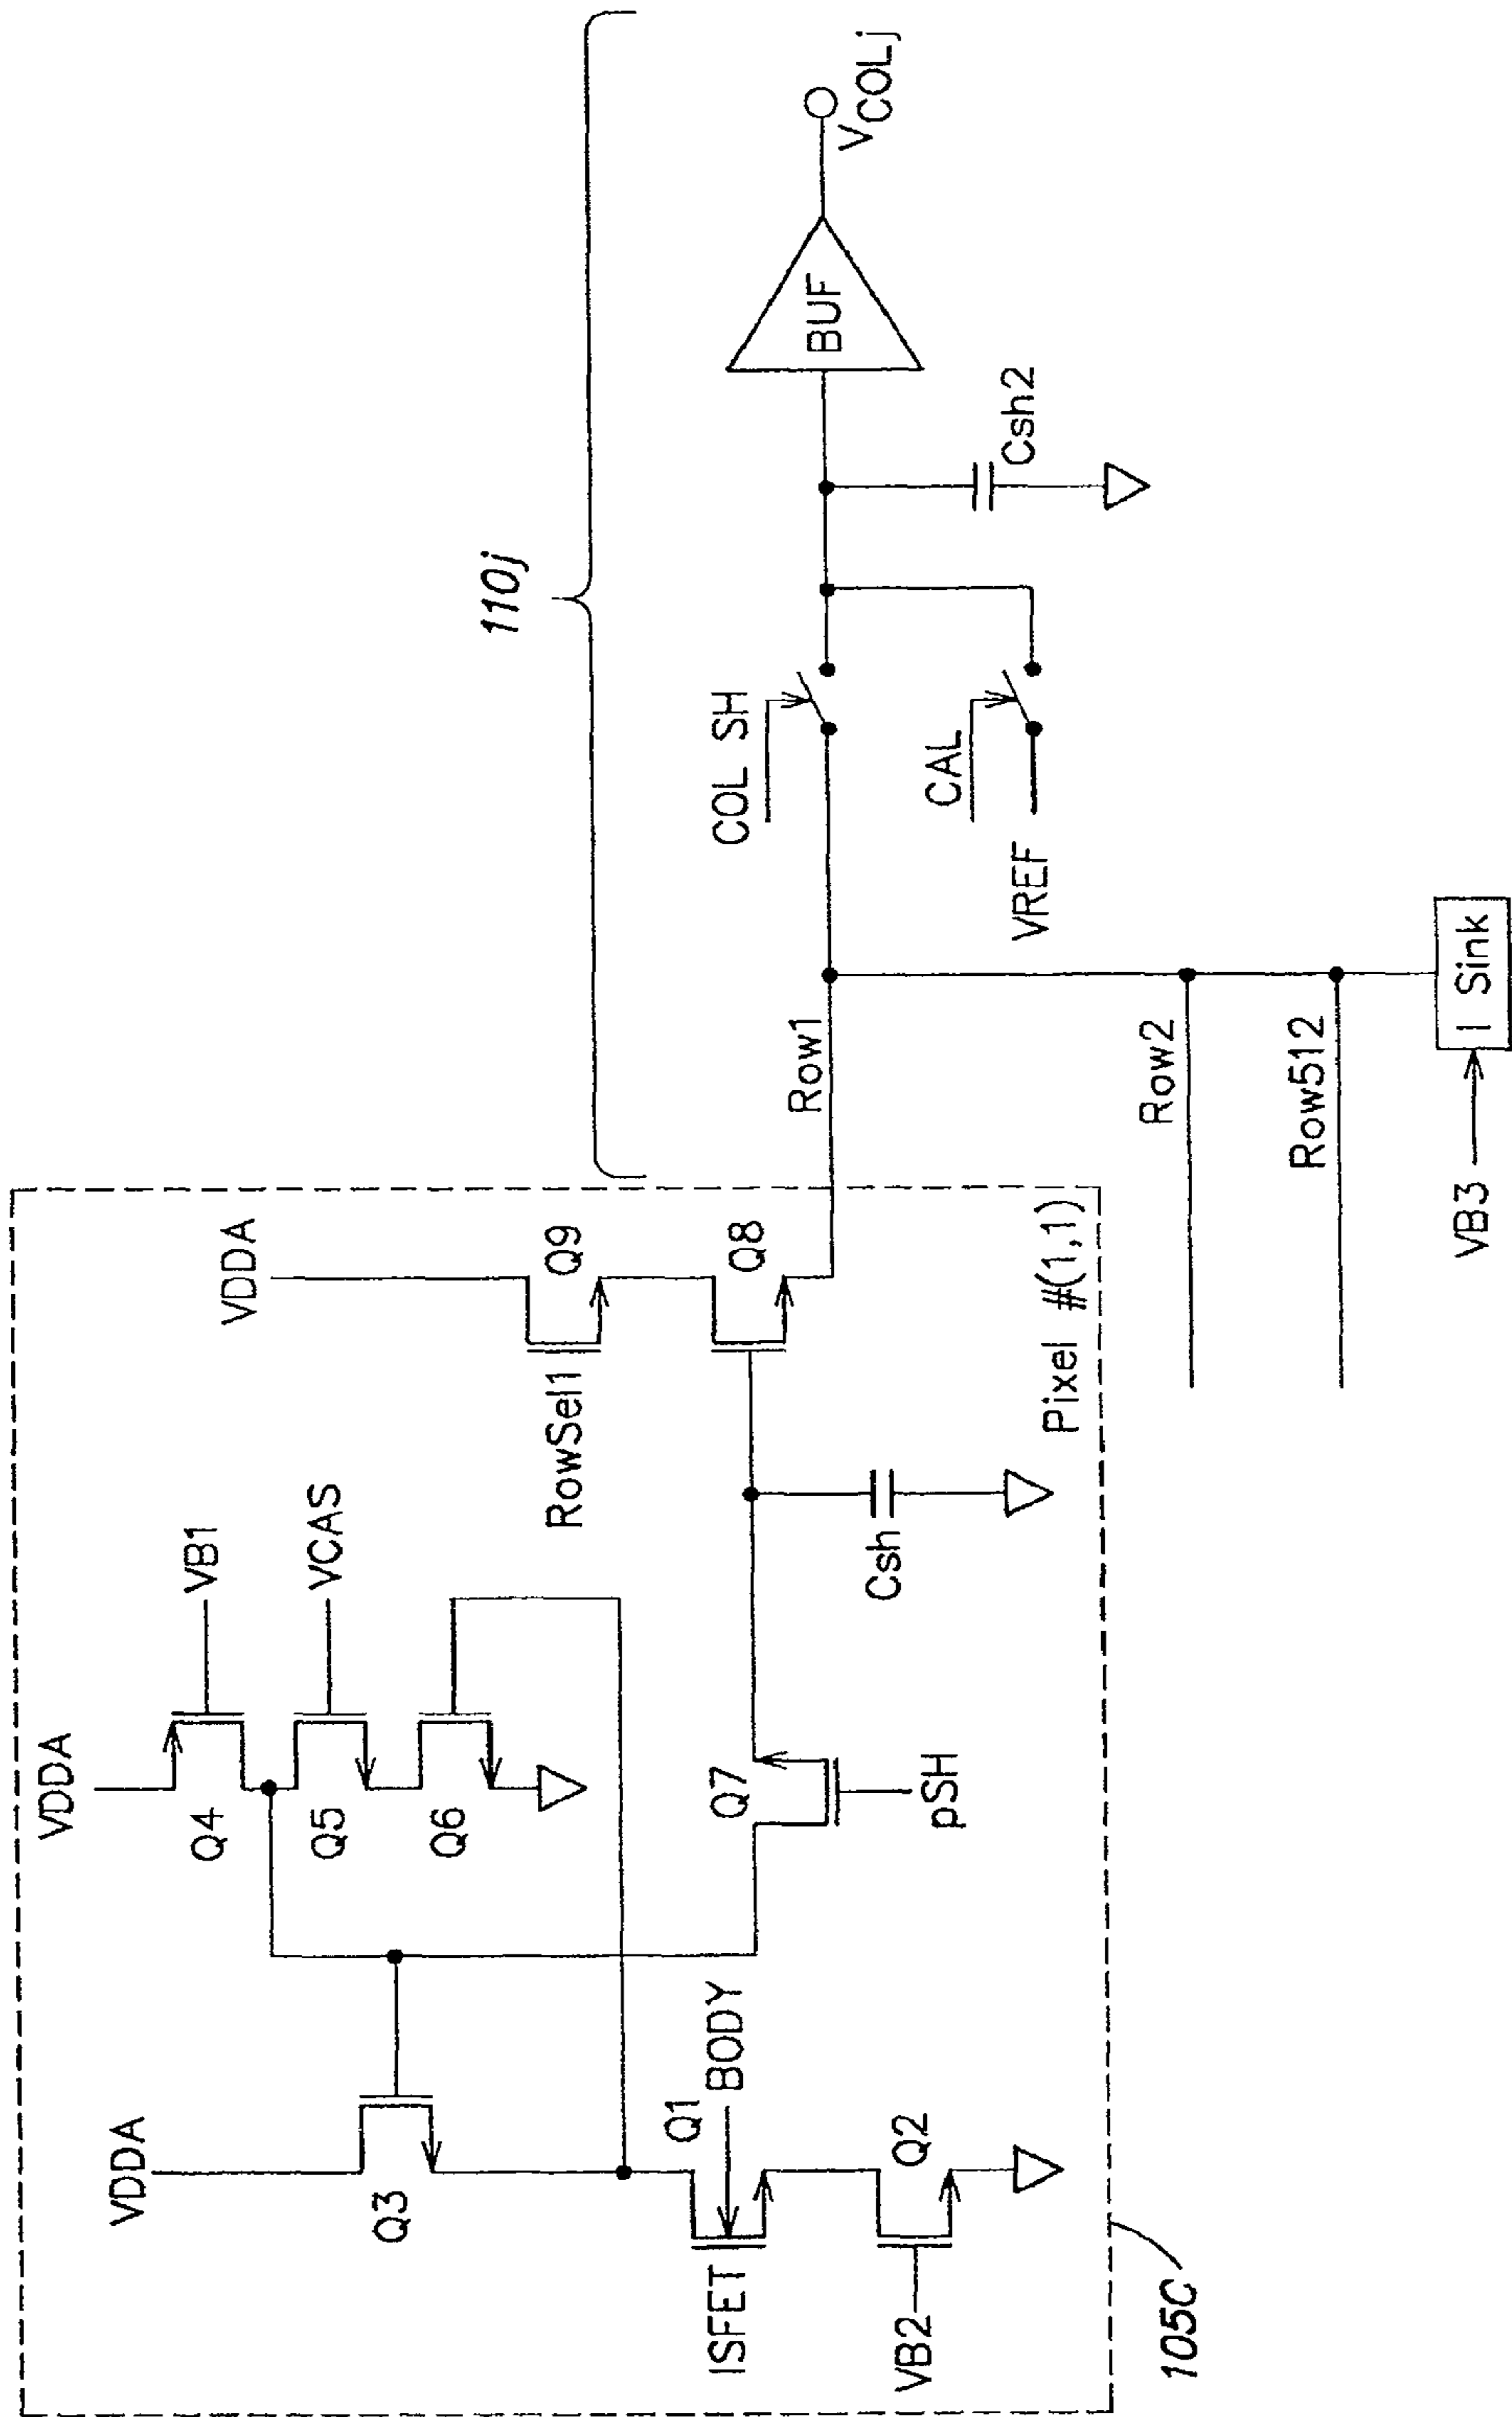 110j
VDDA
VDDA
VB1
Q4
VCAS
Q5
Q6
Q3
VDDA
Q9
RowSel1
Q8
Q7
pSH
Csh
Q1
BODY
ISFET
Q2
VB2
Pixel #(1,1)
105C
Row1
Row2
Row512
VB3
I Sink
COL SH
CAL
VREF
Csh2
BUF
VCOLj